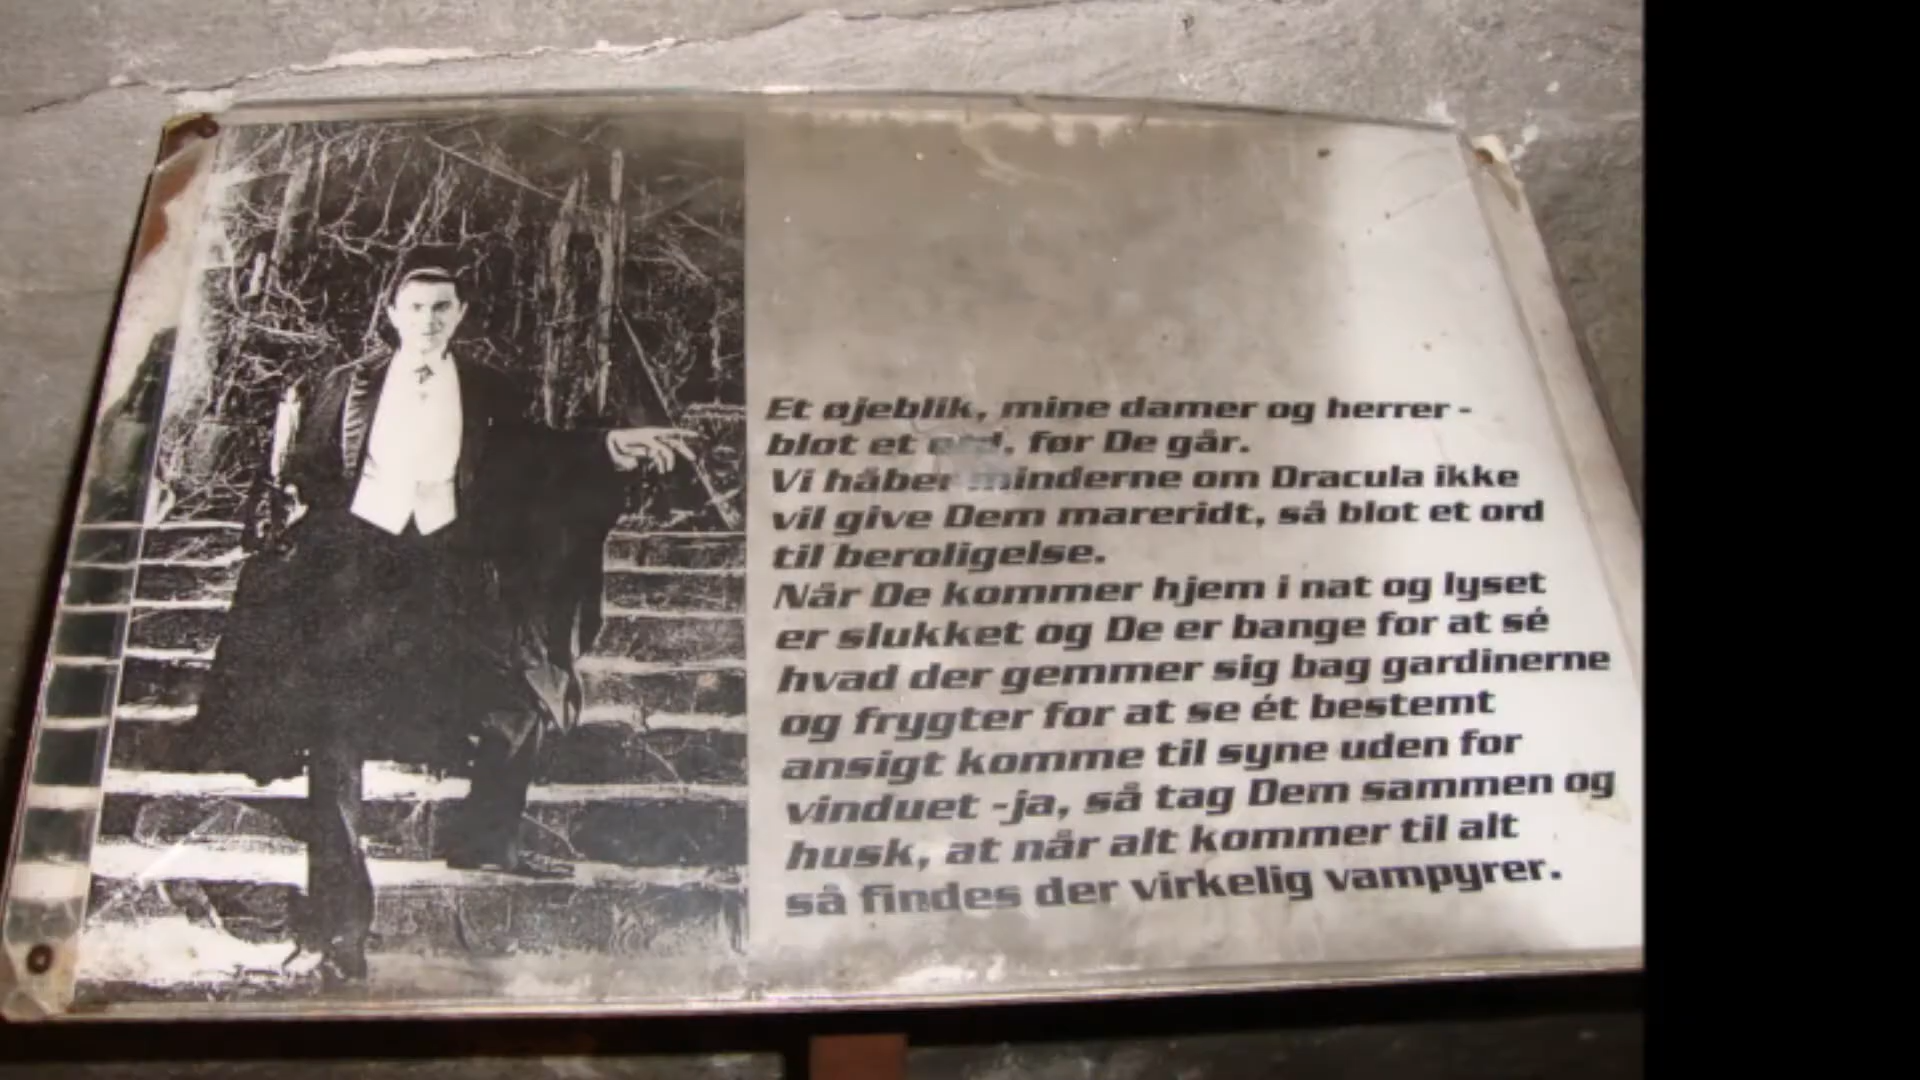 Et øjeblik, mine damer og herrer -
blot et ord, før De går.
Vi håber minderne om Dracula ikke
vil give Dem mareridt, så blot et ord
til beroligelse.
Når De kommer hjem i nat og lyset
er slukket og De er bange for at sé
hvad der gemmer sig bag gardinerne
og frygter for at se ét bestemt
ansigt komme til syne uden for
vinduet -ja, så tag Dem sammen og
husk, at når alt kommer til alt
så findes der virkelig vampyrer.